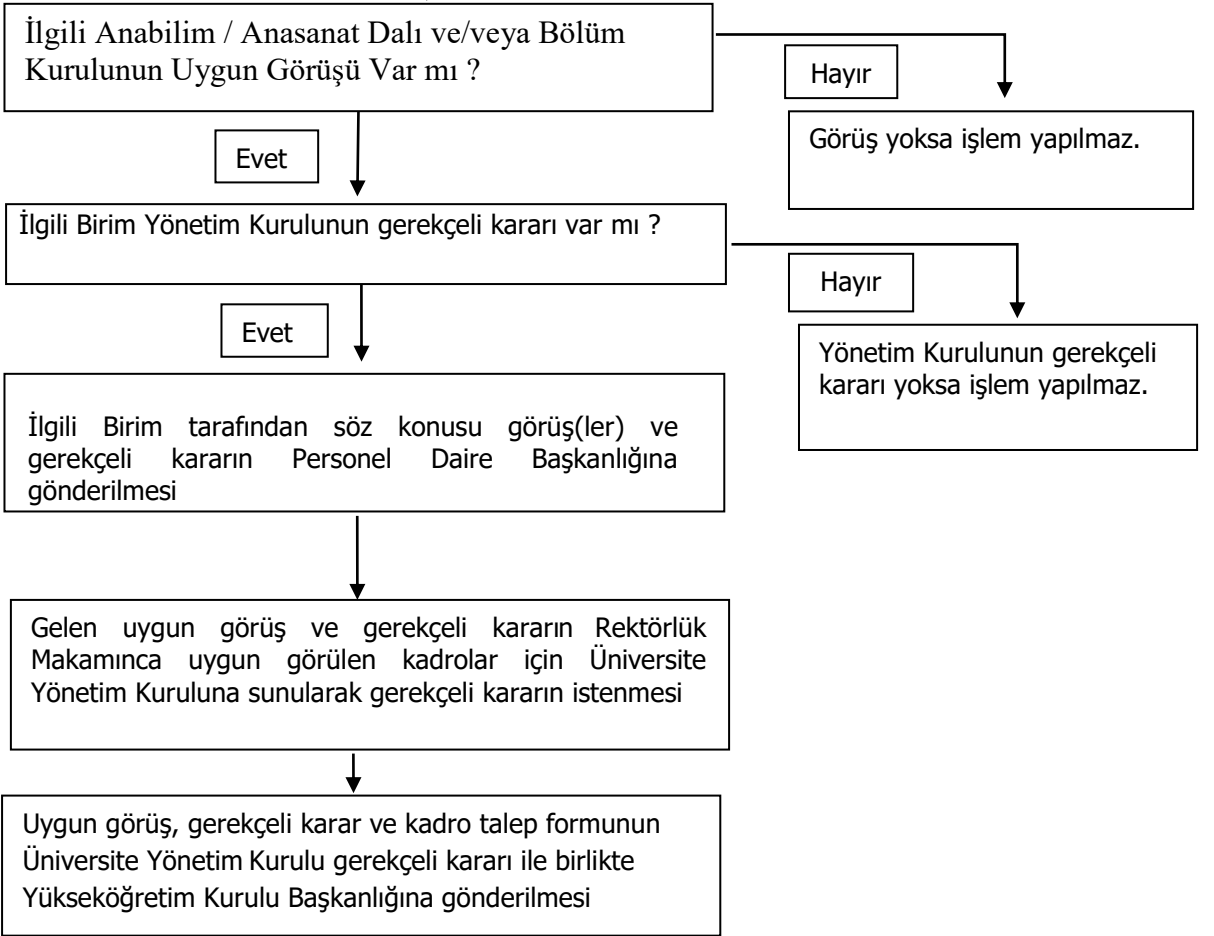 İlgili Anabilim / Anasanat Dalı ve/veya Bölüm
Kurulunun Uygun Görüşü Var mı ?
Hayır
Görüş yoksa işlem yapılmaz.
Evet
İlgili Birim Yönetim Kurulunun gerekçeli kararı var mı ?
Hayır
Yönetim Kurulunun gerekçeli
kararı yoksa işlem yapılmaz.
Evet
İlgili Birim tarafından söz konusu görüş(ler) ve
gerekçeli kararın Personel Daire Başkanlığına
gönderilmesi
Gelen uygun görüş ve gerekçeli kararın Rektörlük
Makamınca uygun görülen kadrolar için Üniversite
Yönetim Kuruluna sunularak gerekçeli kararın istenmesi
Uygun görüş, gerekçeli karar ve kadro talep formunun
Üniversite Yönetim Kurulu gerekçeli kararı ile birlikte
Yükseköğretim Kurulu Başkanlığına gönderilmesi